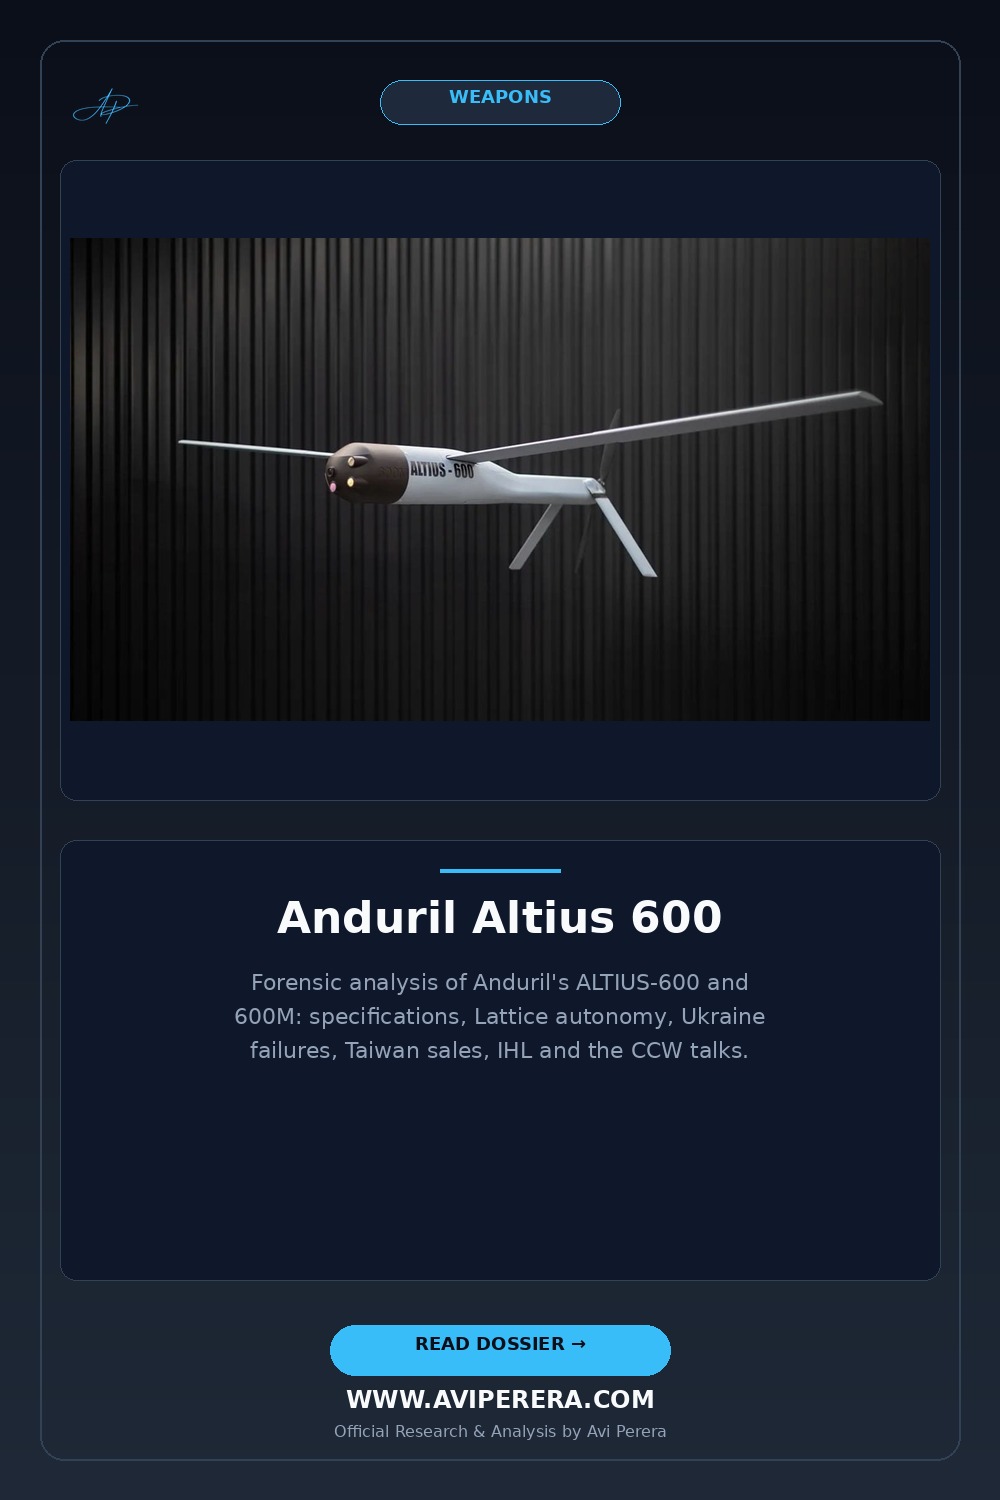 AP
WEAPONS
ALTIUS-600
Anduril Altius 600
Forensic analysis of Anduril's ALTIUS-600 and
600M: specifications, Lattice autonomy, Ukraine
failures, Taiwan sales, IHL and the CCW talks.
READ DOSSIER →
WWW.AVIPERERA.COM
Official Research & Analysis by Avi Perera